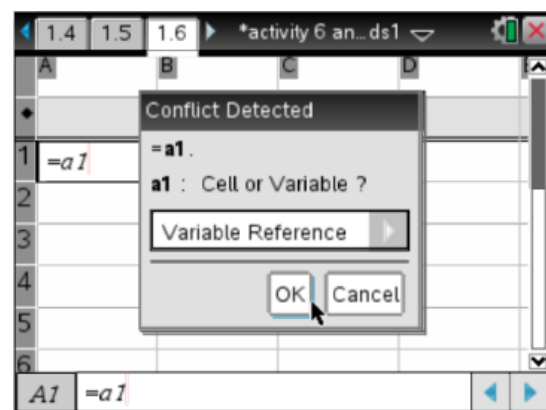 1.4 1.5 1.6 *activity 6 an...ds1
A B C D
Conflict Detected
=a1.
a1 : Cell or Variable ?
Variable Reference
OK Cancel
1 =a1
2
3
4
5
6
A1 =a1